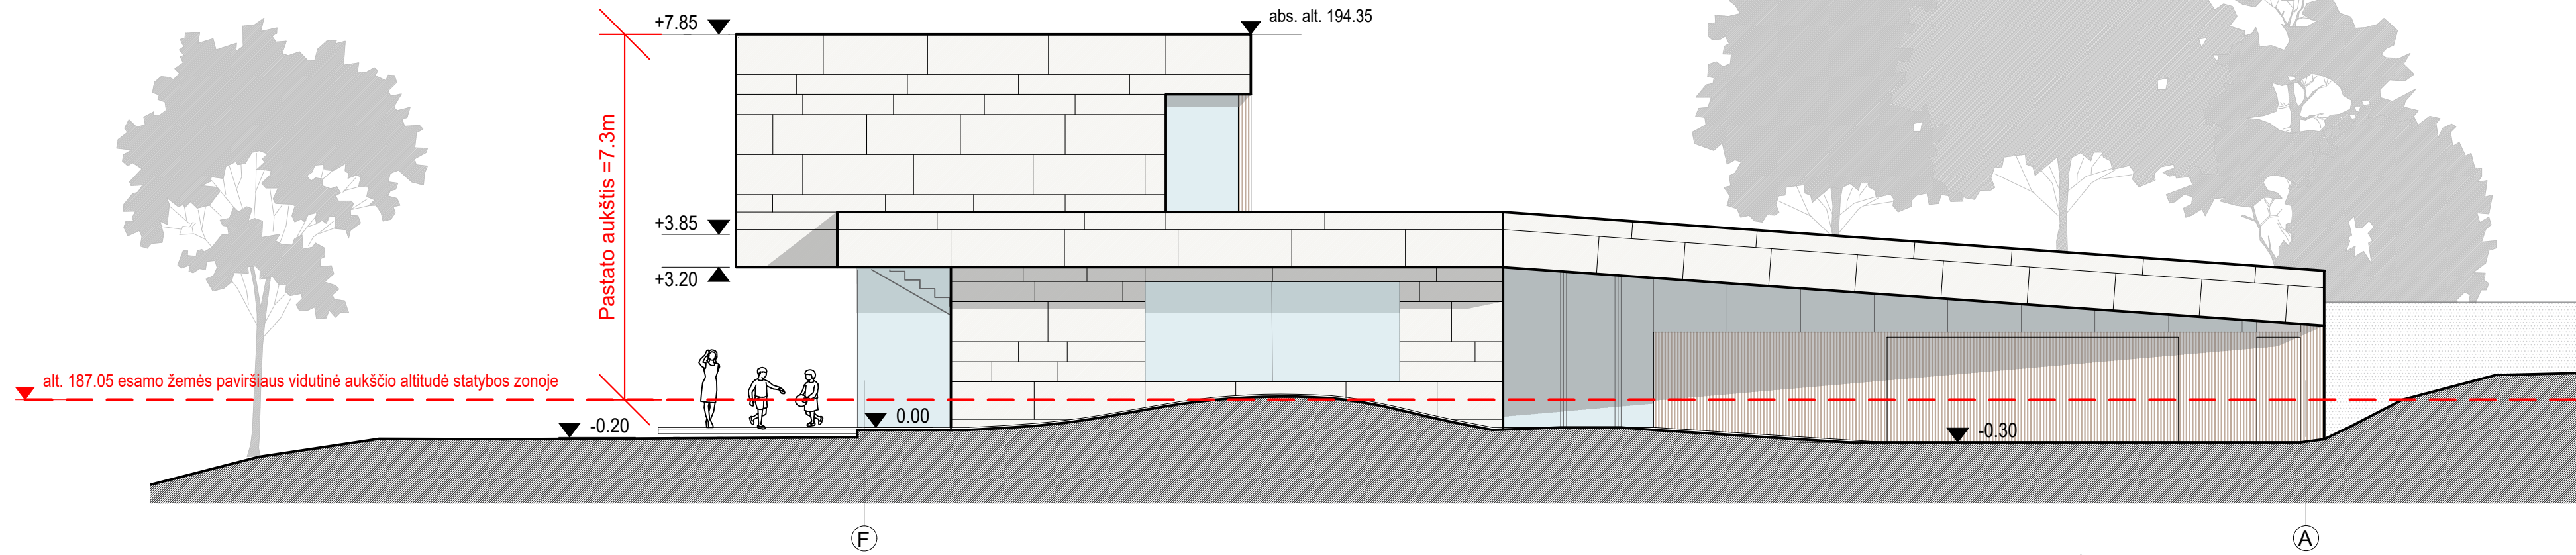 +7.85
abs. alt. 194.35
Pastato aukštis =7.3m
+3.85
+3.20
alt. 187.05 esamo žemės paviršiaus vidutinė aukščio altitudė statybos zonoje
0.00
-0.20
-0.30
F
A